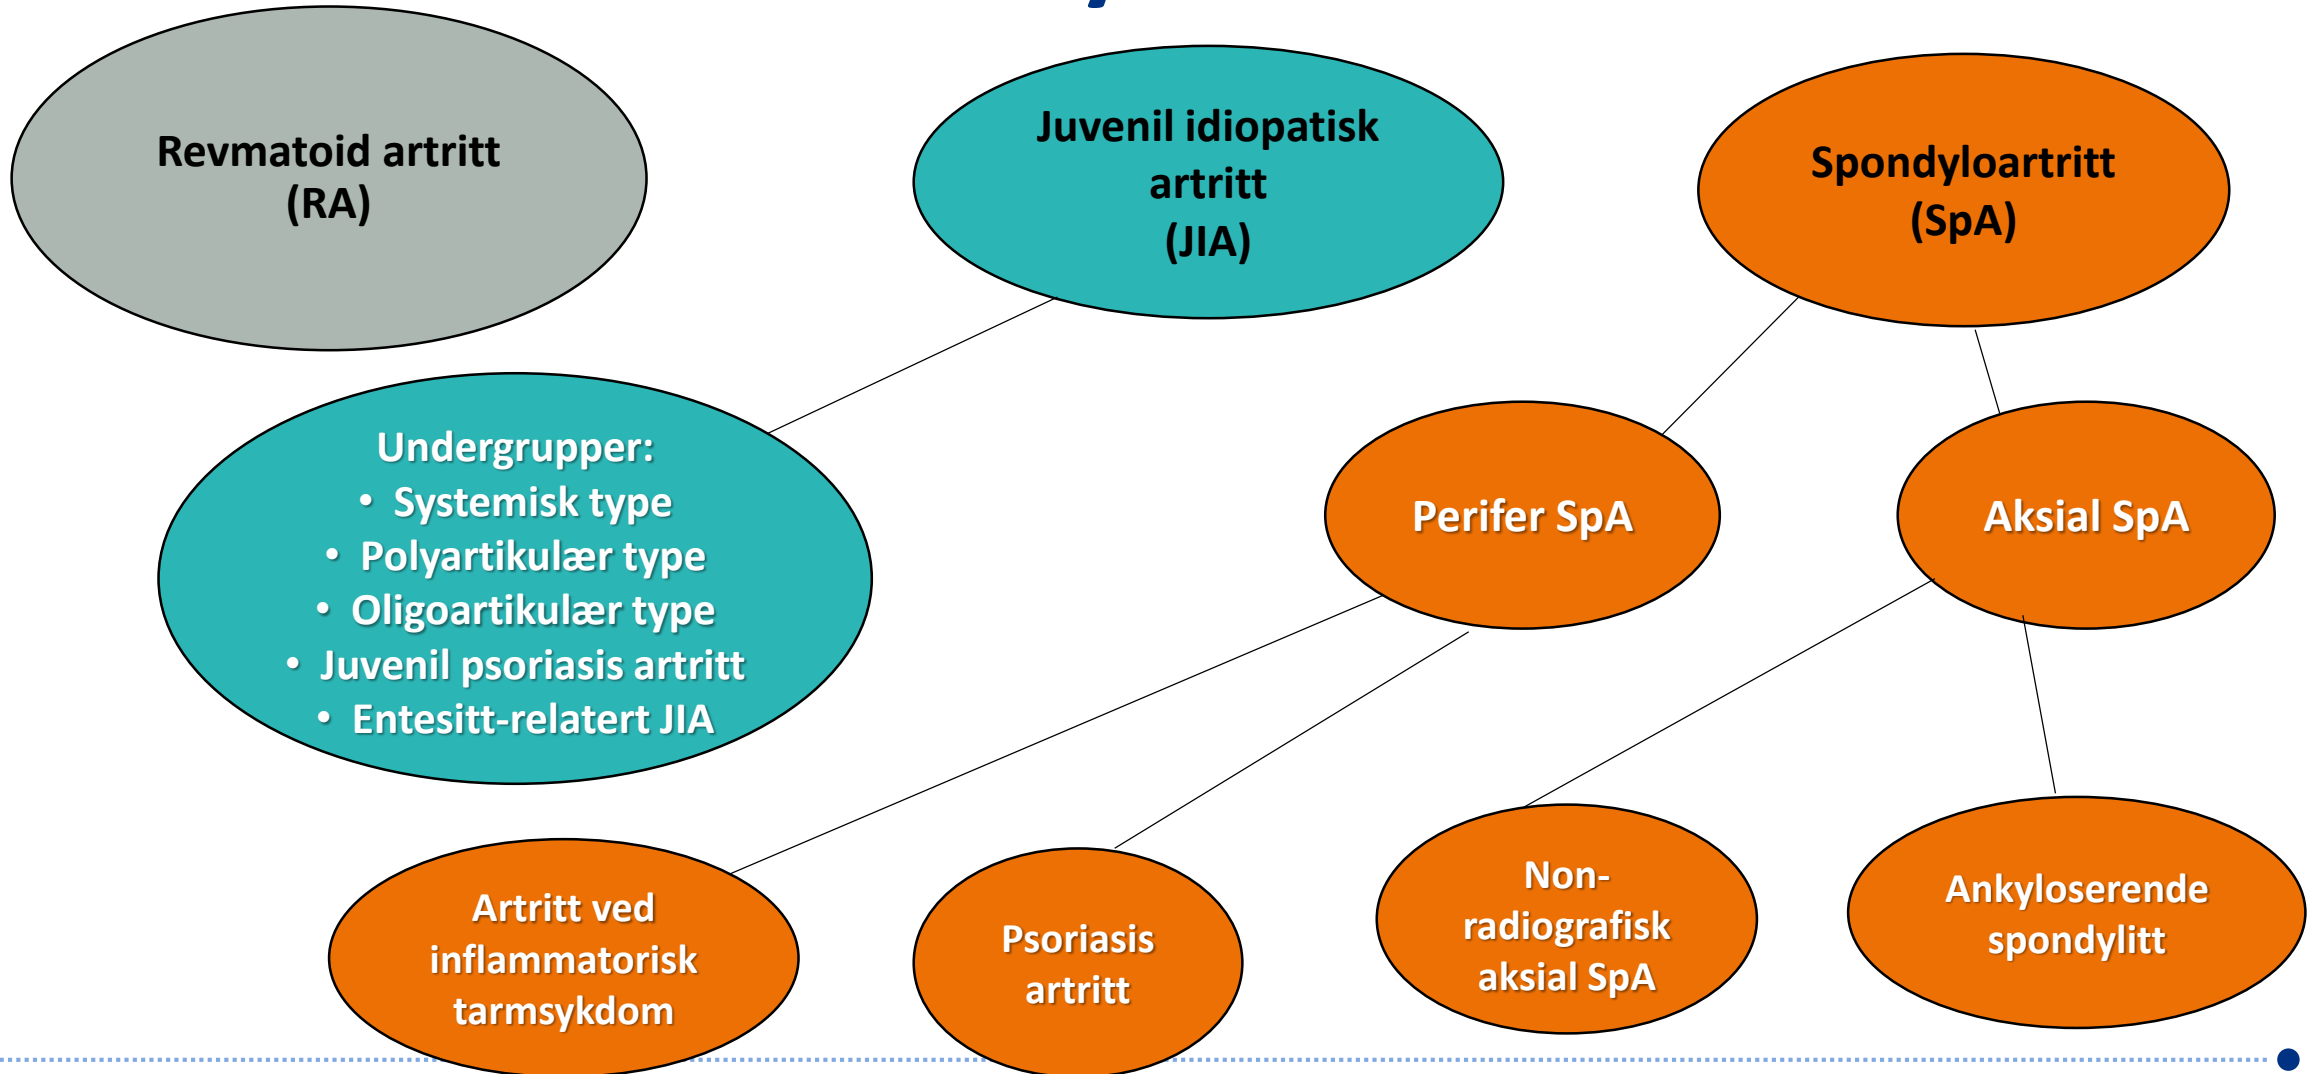 Revmatoid artritt
(RA)
Juvenil idiopatisk
artritt
(JIA)
Spondyloartritt
(SpA)
Undergrupper:
• Systemisk type
• Polyartikulær type
• Oligoartikulær type
• Juvenil psoriasis artritt
• Entesitt-relatert JIA
Perifer SpA
Aksial SpA
Artritt ved
inflammatorisk
tarmsykdom
Psoriasis
artritt
Non-
radiografisk
aksial SpA
Ankyloserende
spondylitt